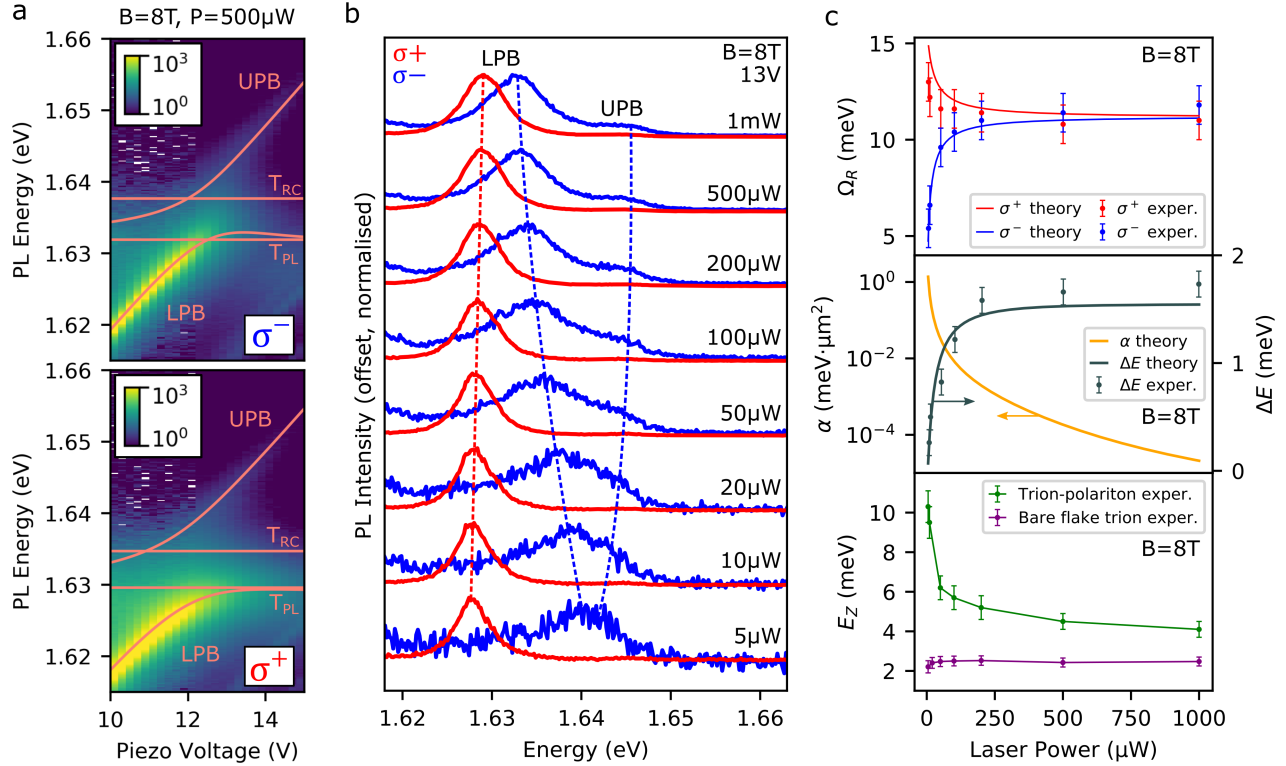 a
B=8T, P=500µW
1.66
1.65
1.64
1.63
1.62
PL Energy (eV)
10³
10⁰
UPB
T_RC
T_PL
LPB
σ⁻
1.66
1.65
1.64
1.63
1.62
PL Energy (eV)
10³
10⁰
UPB
T_RC
T_PL
LPB
σ⁺
10 12 14
Piezo Voltage (V)
b
σ+
σ−
LPB
UPB
B=8T
13V
1mW
500µW
200µW
100µW
50µW
20µW
10µW
5µW
PL Intensity (offset, normalised)
1.62 1.63 1.64 1.65 1.66
Energy (eV)
c
B=8T
15
10
5
Ω_R (meV)
σ⁺ theory
σ⁻ theory
σ⁺ exper.
σ⁻ exper.
10⁰
10⁻²
10⁻⁴
α (meV·µm²)
α theory
ΔE theory
ΔE exper.
B=8T
2
1
0
ΔE (meV)
Trion-polariton exper.
Bare flake trion exper.
B=8T
10
8
6
4
2
E_Z (meV)
0 250 500 750 1000
Laser Power (µW)